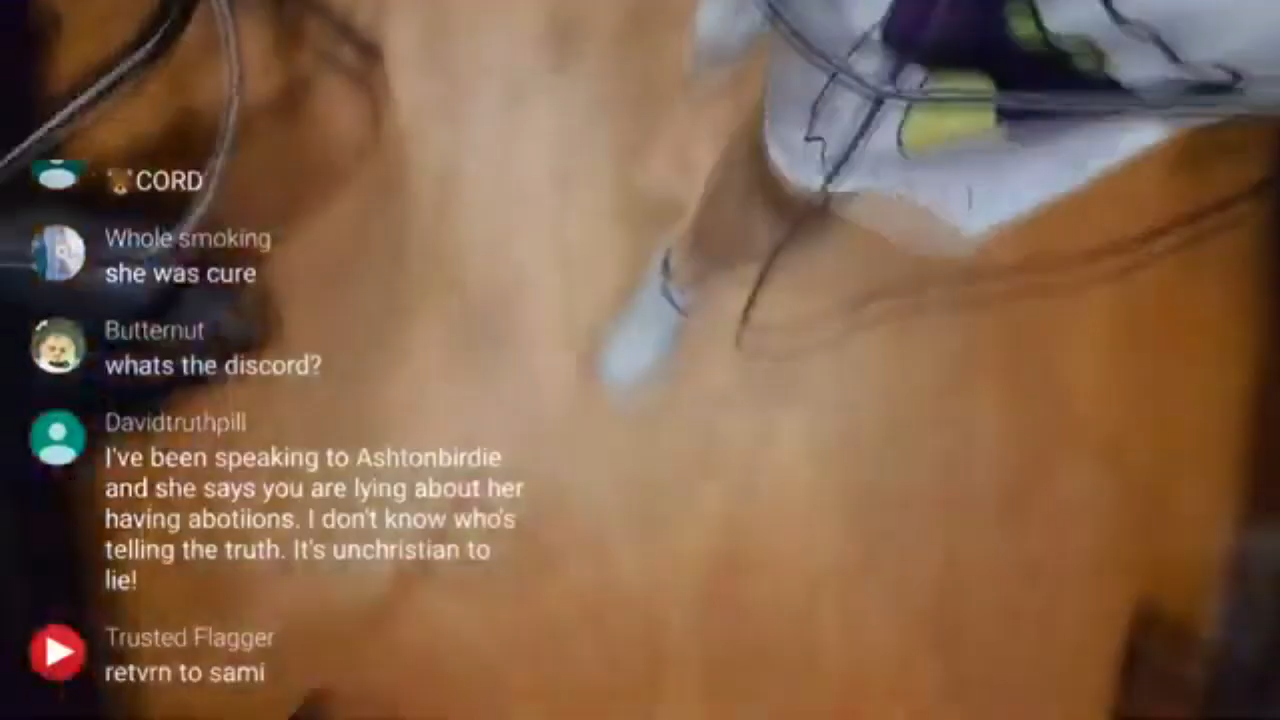 🐻CORD
Whole smoking
she was cure
Butternut
whats the discord?
Davidtruthpill
I've been speaking to Ashtonbirdie
and she says you are lying about her
having abotiions. I don't know who's
telling the truth. It's unchristian to
lie!
Trusted Flagger
retvrn to sami